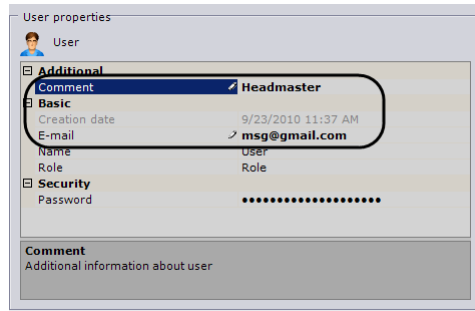 User properties
User
Additional
Comment Headmaster
Basic
Creation date 9/23/2010 11:37 AM
E-mail msg@gmail.com
Name User
Role Role
Security
Password ••••••••••••••••••••
Comment
Additional information about user